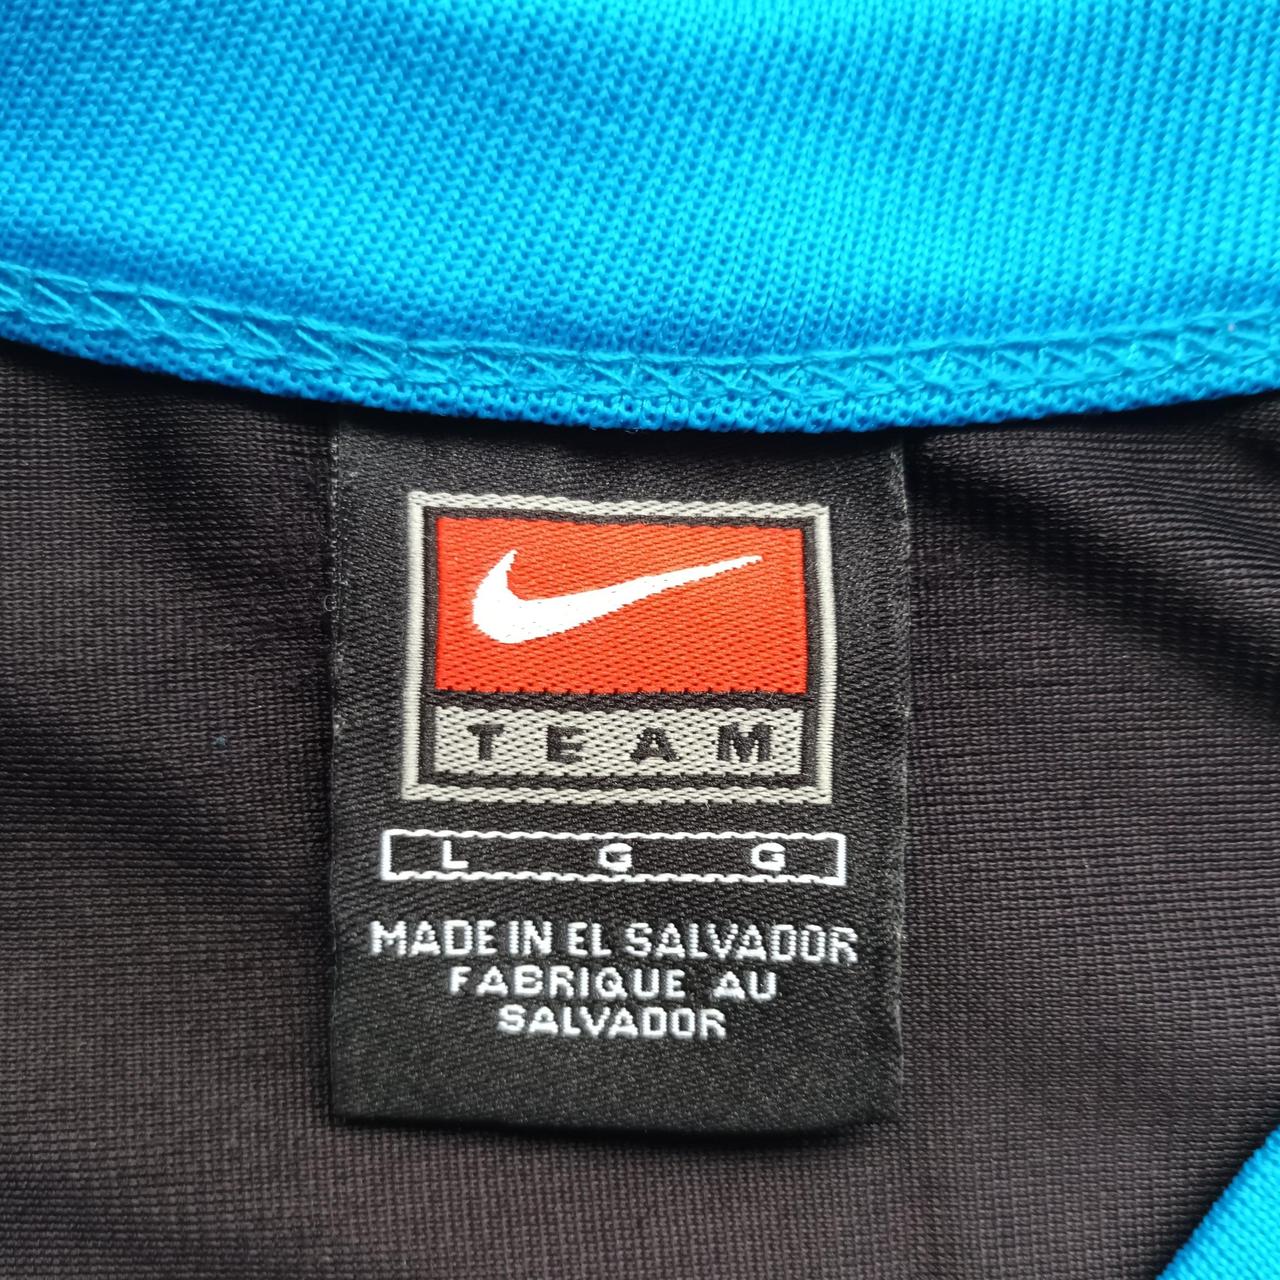 TEAM
L G G
MADE IN EL SALVADOR
FABRIQUE AU
SALVADOR